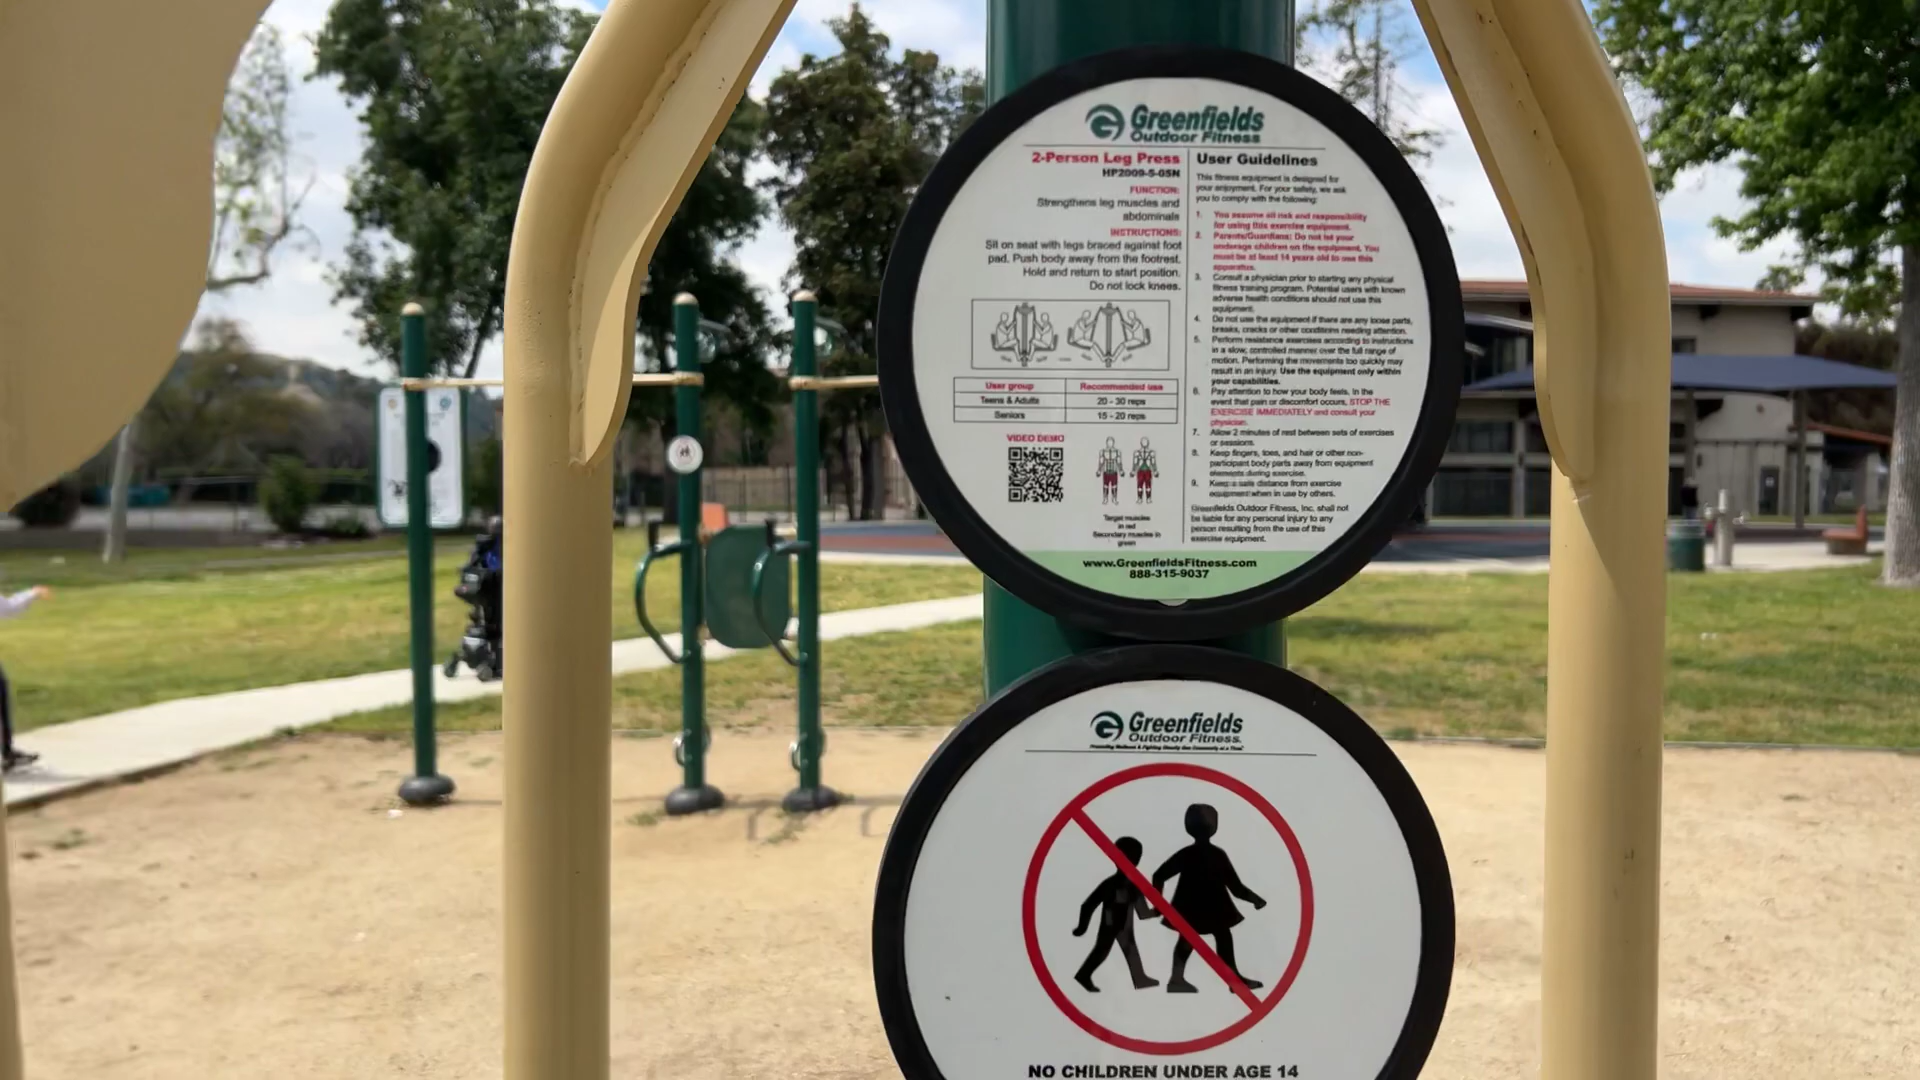 Greenfields
Outdoor Fitness
2-Person Leg Press
HP2009-5-05N
FUNCTION:
Strengthens leg muscles and
abdominals
INSTRUCTIONS:
Sit on seat with legs braced against foot
pad. Push body away from the footrest.
Hold and return to start position.
Do not lock knees.
User group Recommended use
Teens & Adults 20 - 30 reps
Seniors 15 - 20 reps
VIDEO DEMO
Target muscles
in red
Secondary muscles in
green
User Guidelines
This fitness equipment is designed for
your enjoyment. For your safety, we ask
you to comply with the following:
1. You assume all risk and responsibility
for using this exercise equipment.
2. Parents/Guardians: Do not let your
underage children on the equipment. You
must be at least 14 years old to use this
apparatus.
3. Consult a physician prior to starting any physical
fitness training program. Potential users with known
adverse health conditions should not use this
equipment.
4. Do not use the equipment if there are any loose parts,
breaks, cracks or other conditions needing attention.
5. Perform resistance exercises according to instructions
in a slow, controlled manner over the full range of
motion. Performing the movements too quickly may
result in an injury. Use the equipment only within
your capabilities.
6. Pay attention to how your body feels. In the
event that pain or discomfort occurs, STOP THE
EXERCISE IMMEDIATELY and consult your
physician.
7. Allow 2 minutes of rest between sets of exercises
or sessions.
8. Keep fingers, toes, and hair or other non-
participant body parts away from equipment
elements during exercise.
9. Keep a safe distance from exercise
equipment when in use by others.
Greenfields Outdoor Fitness, Inc. shall not
be liable for any personal injury to any
person resulting from the use of this
exercise equipment.
www.GreenfieldsFitness.com
888-315-9037
Greenfields
Outdoor Fitness.
Promoting Wellness & Fighting Obesity One Community at a Time
NO CHILDREN UNDER AGE 14